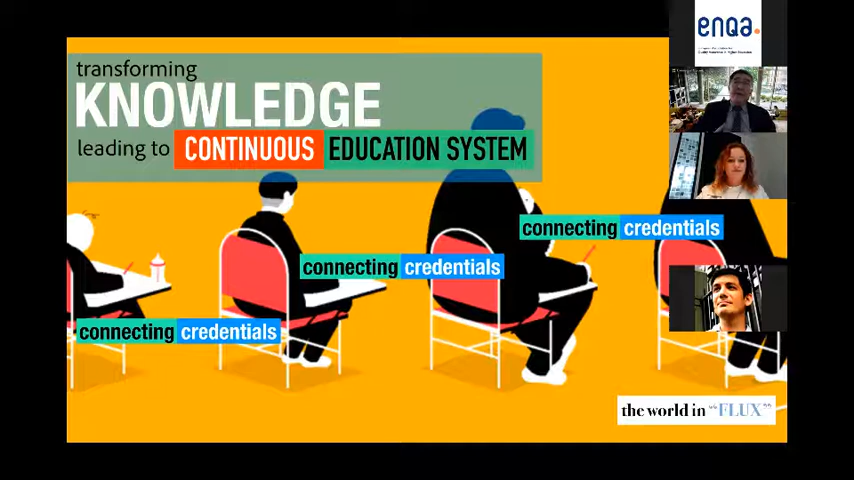 enqa.
transforming
KNOWLEDGE
leading to CONTINUOUS EDUCATION SYSTEM
connecting credentials
connecting credentials
connecting credentials
the world in FLUX